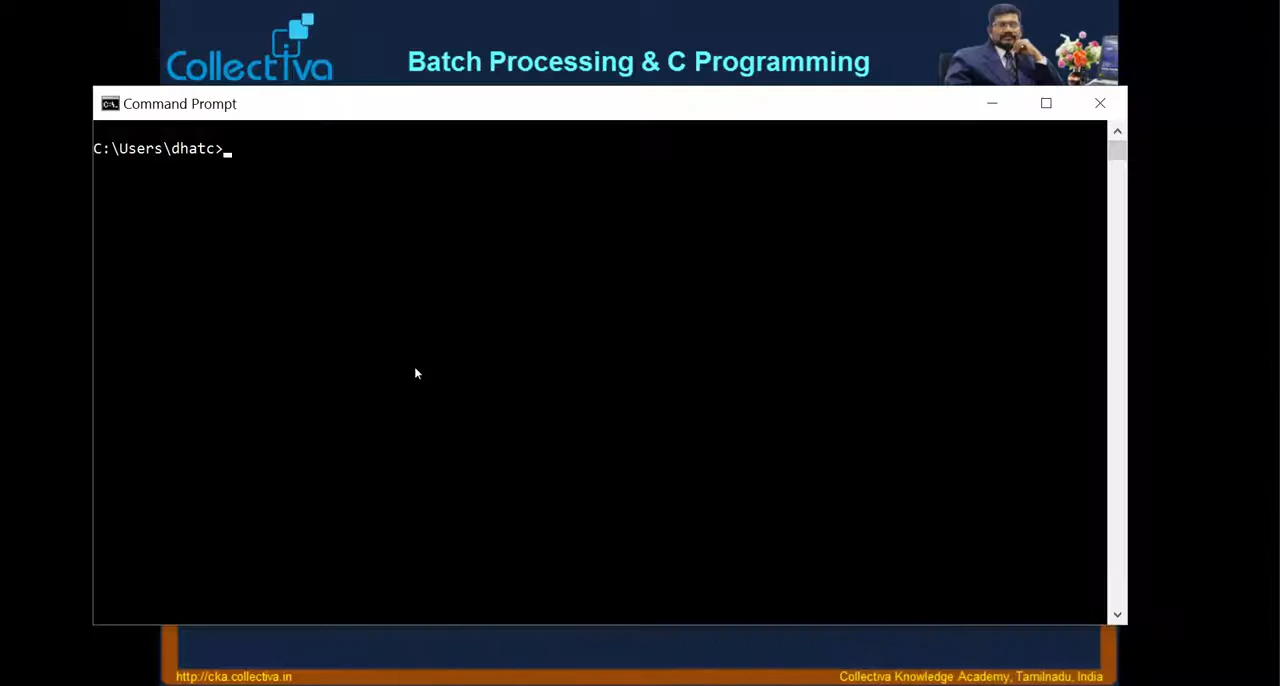 Collectiva
Batch Processing & C Programming
Command Prompt
C:\Users\dhatc>
http://cka.collectiva.in
Collectiva Knowledge Academy, Tamilnadu, India